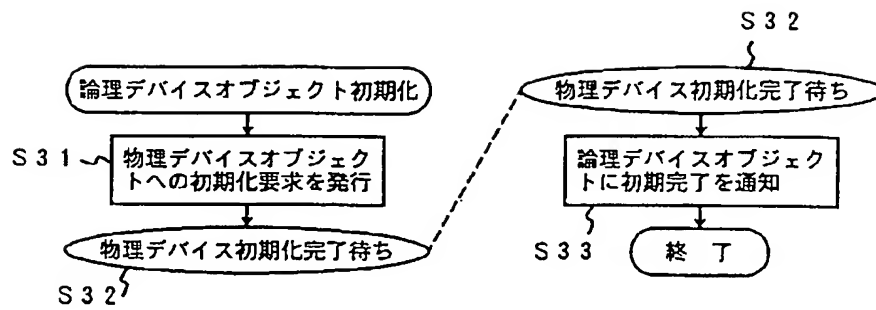 論理デバイスオブジェクト初期化
S31
物理デバイスオブジェク
トへの初期化要求を発行
物理デバイス初期化完了待ち
S32
S32
物理デバイス初期化完了待ち
論理デバイスオブジェク
トに初期完了を通知
S33
終 了